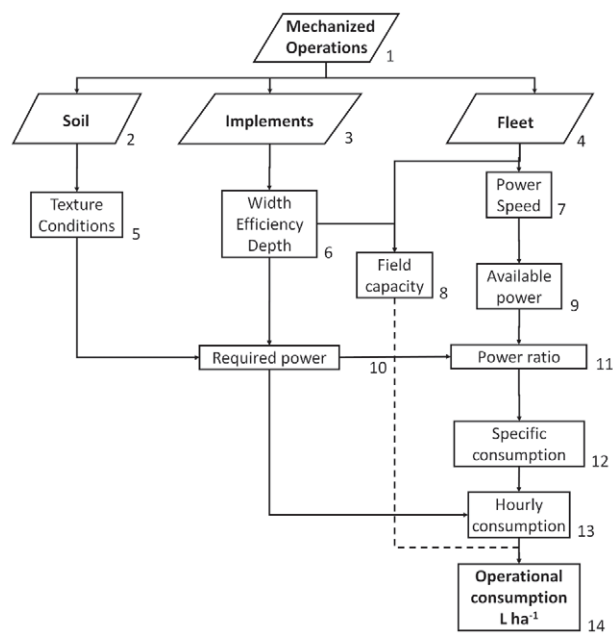 Mechanized
Operations
1
Soil
2
Implements
3
Fleet
4
Texture
Conditions
5
Width
Efficiency
Depth
6
Power
Speed
7
Field
capacity
8
Available
power
9
Required power
10
Power ratio
11
Specific
consumption
12
Hourly
consumption
13
Operational
consumption
L ha⁻¹
14